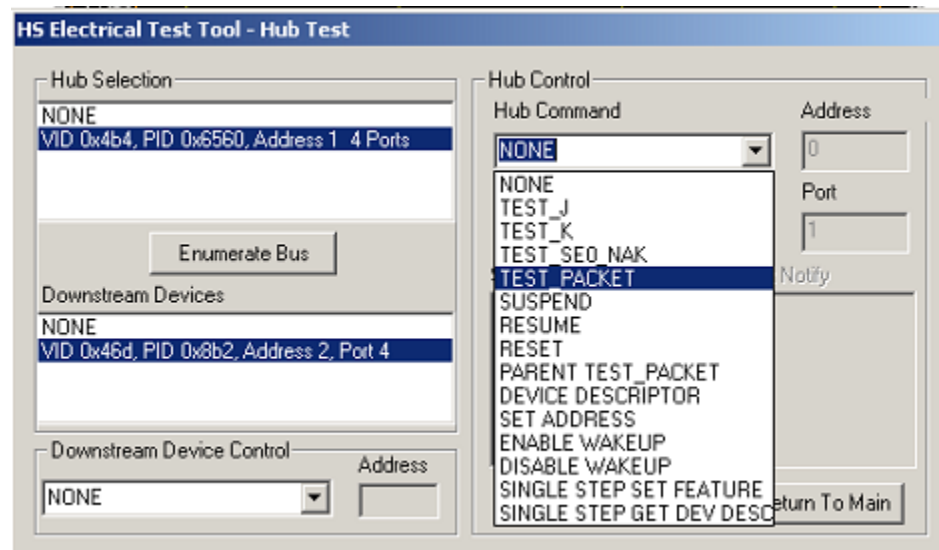 HS Electrical Test Tool - Hub Test
Hub Selection
NONE
VID 0x4b4, PID 0x6560, Address 1 4 Ports
Enumerate Bus
Downstream Devices
NONE
VID 0x46d, PID 0x8b2, Address 2, Port 4
Downstream Device Control
Address
NONE
Hub Control
Hub Command
Address
NONE
0
Port
1
Notify
NONE
TEST_J
TEST_K
TEST_SE0_NAK
TEST_PACKET
SUSPEND
RESUME
RESET
PARENT TEST_PACKET
DEVICE DESCRIPTOR
SET ADDRESS
ENABLE WAKEUP
DISABLE WAKEUP
SINGLE STEP SET FEATURE
SINGLE STEP GET DEV DESC
eturn To Main